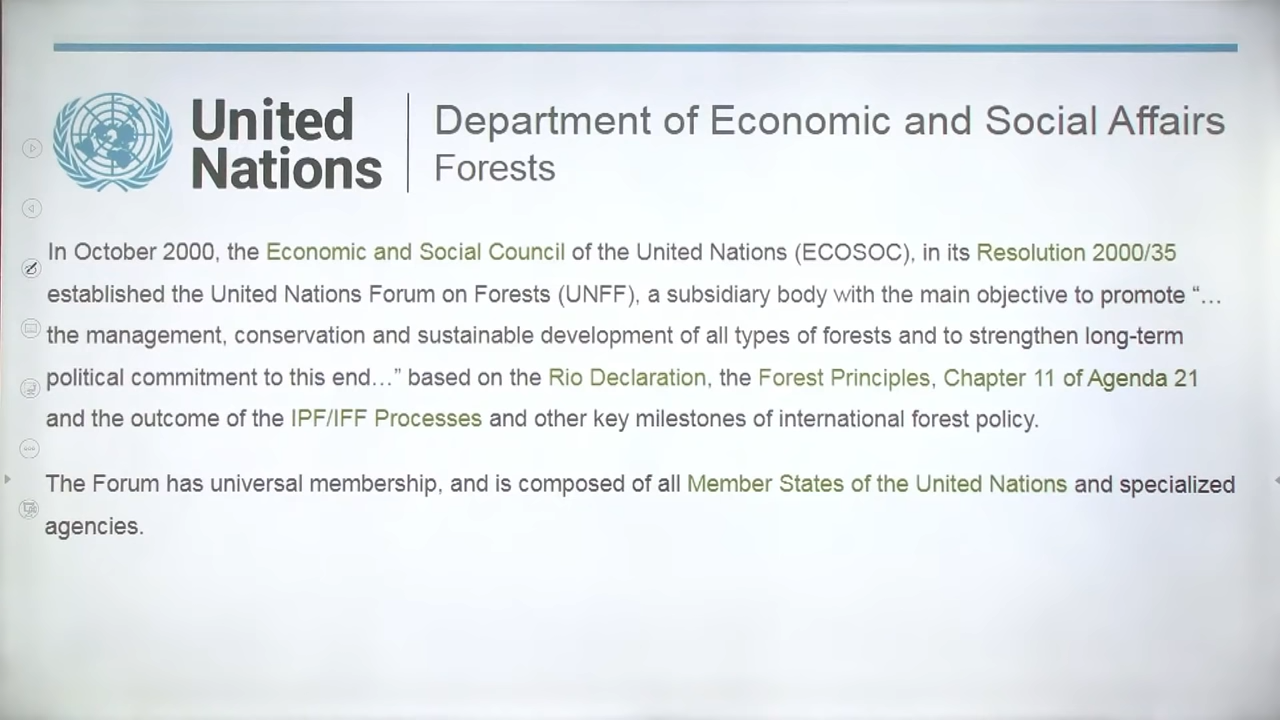 United
Nations
Department of Economic and Social Affairs
Forests
In October 2000, the Economic and Social Council of the United Nations (ECOSOC), in its Resolution 2000/35
established the United Nations Forum on Forests (UNFF), a subsidiary body with the main objective to promote “…
the management, conservation and sustainable development of all types of forests and to strengthen long-term
political commitment to this end…” based on the Rio Declaration, the Forest Principles, Chapter 11 of Agenda 21
and the outcome of the IPF/IFF Processes and other key milestones of international forest policy.
The Forum has universal membership, and is composed of all Member States of the United Nations and specialized
agencies.